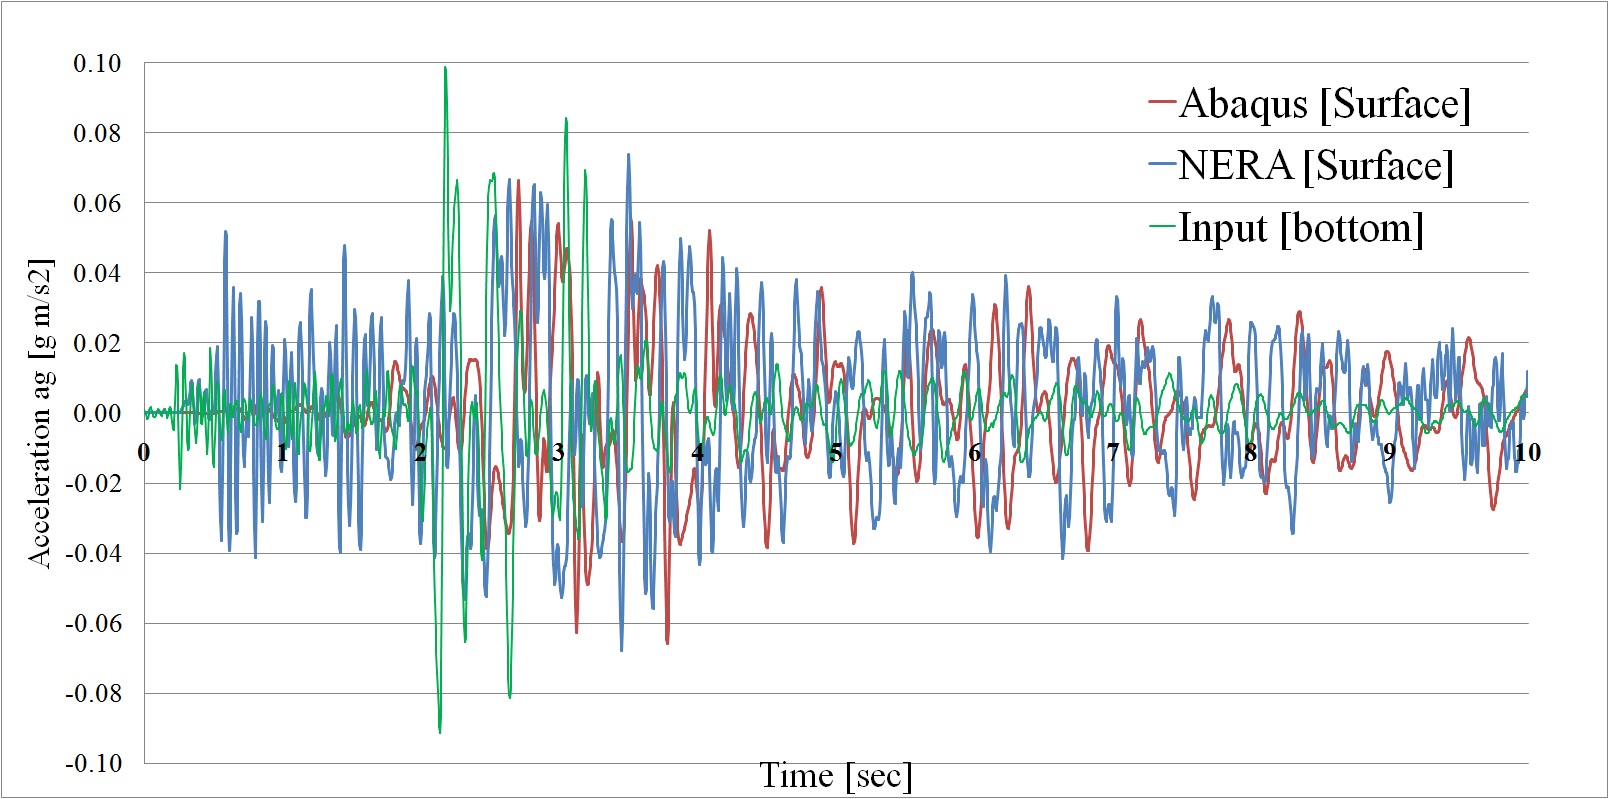 0.10
0.08
0.06
0.04
0.02
0.00
-0.02
-0.04
-0.06
-0.08
-0.10
Acceleration ag [g m/s2]
Abaqus [Surface]
NERA [Surface]
Input [bottom]
0 1 2 3 4 5 6 7 8 9 10
Time [sec]